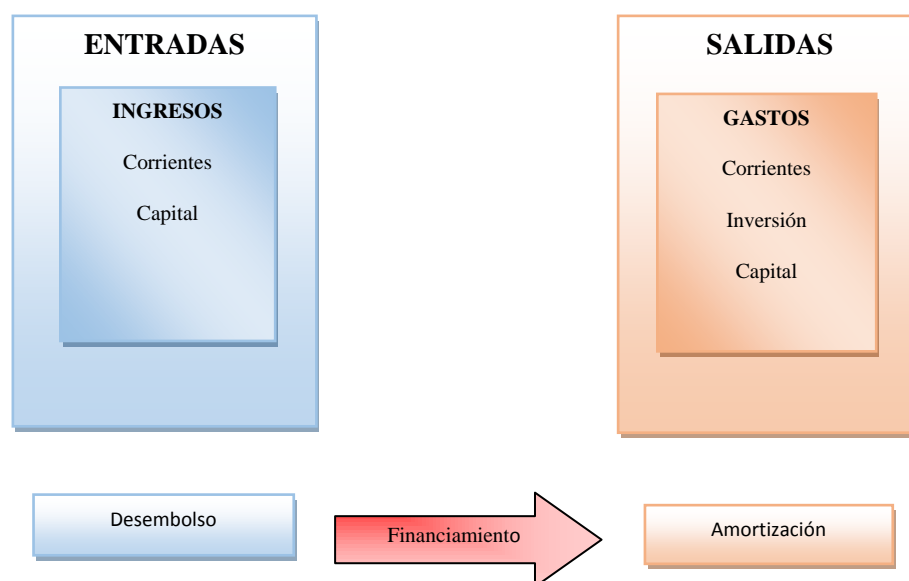 ENTRADAS
INGRESOS
Corrientes
Capital
SALIDAS
GASTOS
Corrientes
Inversión
Capital
Desembolso
Financiamiento
Amortización